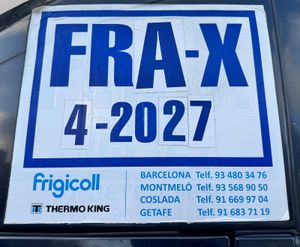 FRA-X
4-2027
frigicoll
THERMO KING
BARCELONA Telf. 93 480 34 76
MONTMELÓ Telf. 93 568 90 50
COSLADA Telf. 91 669 97 04
GETAFE Telf. 91 683 71 19